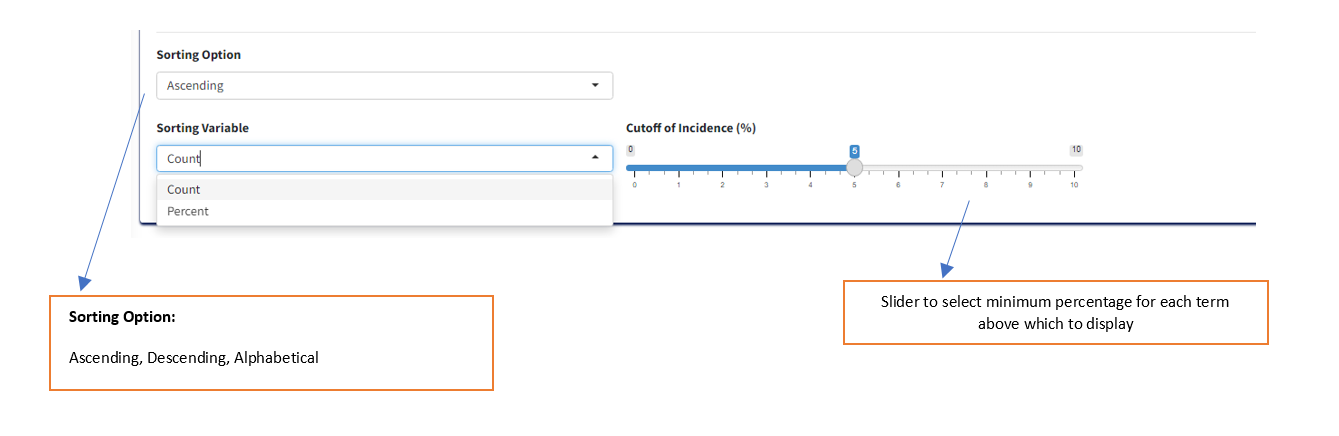 Sorting Option
Ascending
Sorting Variable
Cutoff of Incidence (%)
Count
0 5 10
0 1 2 3 4 5 6 7 8 9 10
Count
Percent
Sorting Option:
Ascending, Descending, Alphabetical
Slider to select minimum percentage for each term
above which to display